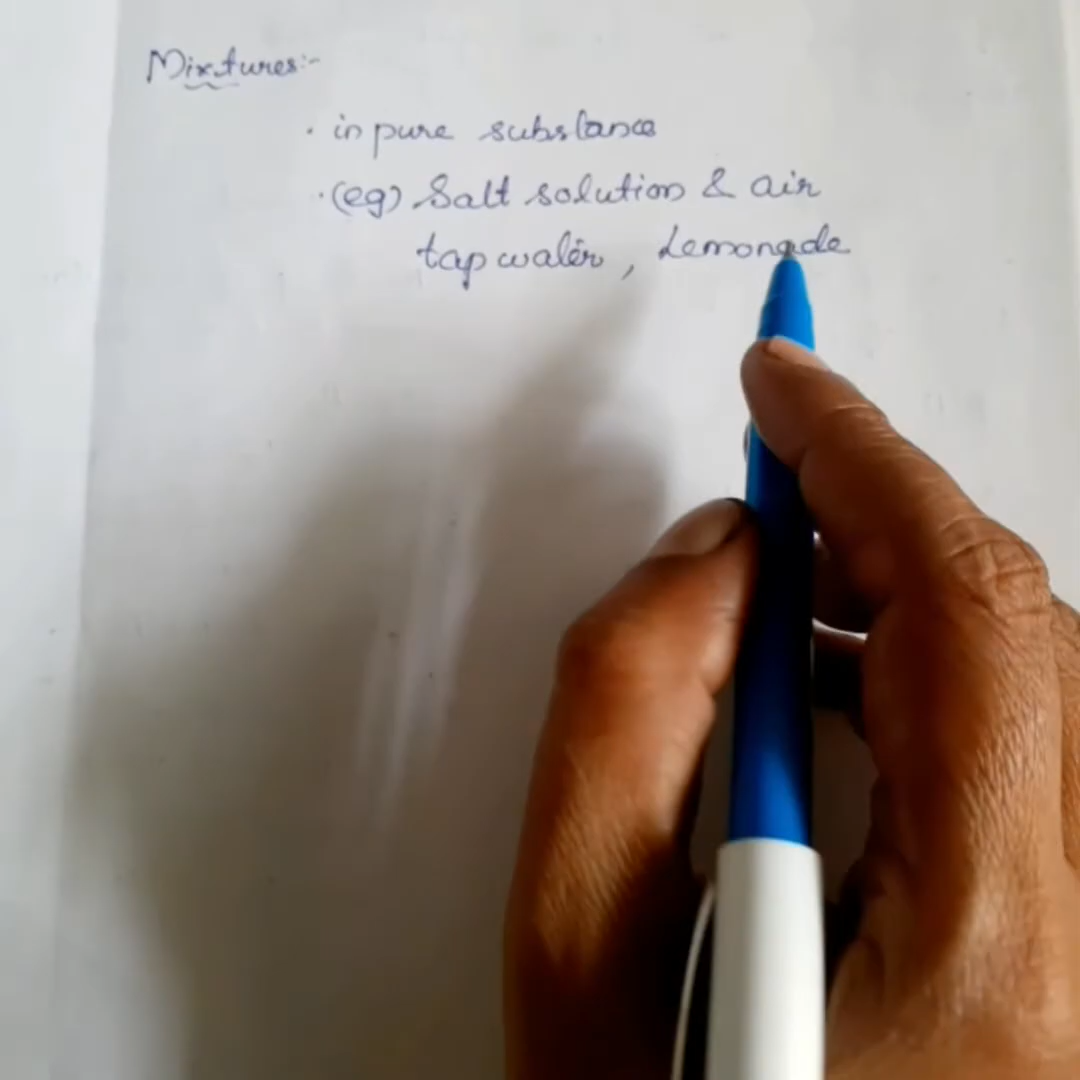 Mixtures:-
· in pure substance
· (eg) Salt solution & air
tap water, Lemonade